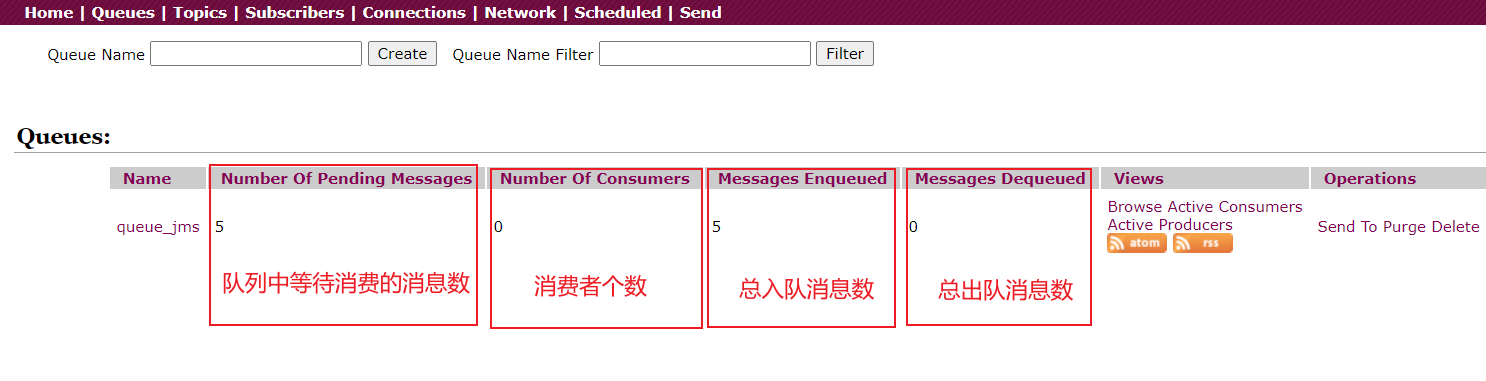 Home | Queues | Topics | Subscribers | Connections | Network | Scheduled | Send
Queue Name Create Queue Name Filter Filter
Queues:
Name Number Of Pending Messages Number Of Consumers Messages Enqueued Messages Dequeued Views Operations
queue_jms 5 0 5 0 Browse Active Consumers
Active Producers
atom rss
Send To Purge Delete
队列中等待消费的消息数 消费者个数 总入队消息数 总出队消息数